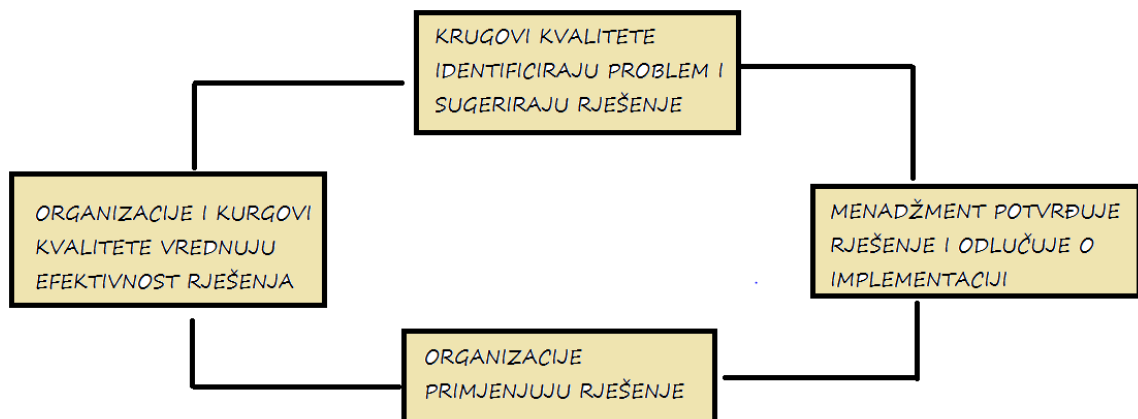 KRUGOVI KVALITETE
IDENTIFICIRAJU PROBLEM I
SUGERIRAJU RJEŠENJE
ORGANIZACIJE I KURGOVI
KVALITETE VREDNUJU
EFEKTIVNOST RJEŠENJA
MENADŽMENT POTVRĐUJE
RJEŠENJE I ODLUČUJE O
IMPLEMENTACIJI
ORGANIZACIJE
PRIMJENJUJU RJEŠENJE